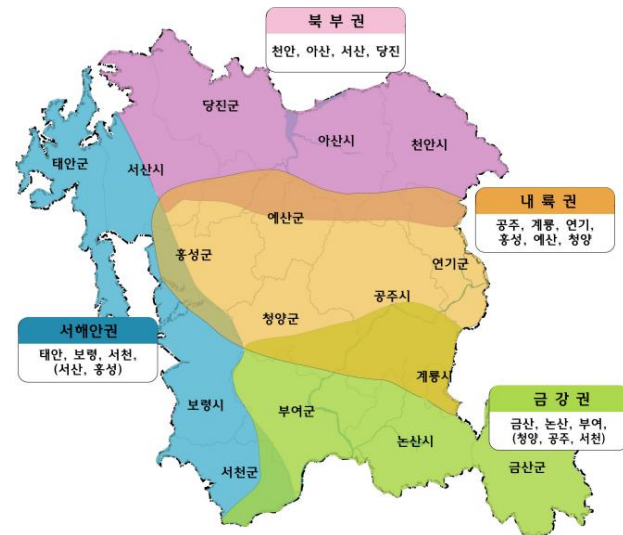 북부권
천안, 아산, 서산, 당진
당진군
아산시
천안시
태안군
서산시
내륙권
공주, 계룡, 연기,
홍성, 예산, 청양
예산군
홍성군
연기군
공주시
청양군
서해안권
태안, 보령, 서천,
(서산, 홍성)
계룡시
보령시
부여군
금강권
금산, 논산, 부여,
(청양, 공주, 서천)
논산시
서천군
금산군